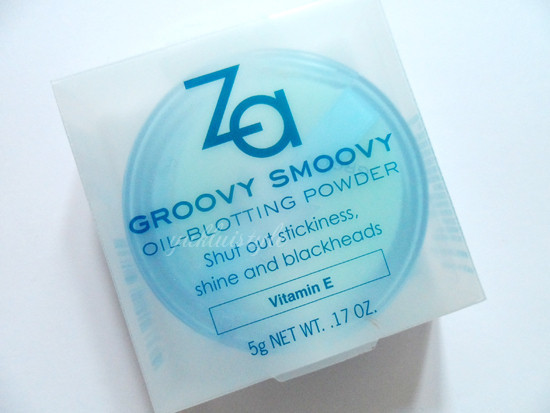 Za
GROOVY SMOOVY
OIL-BLOTTING POWDER
Shut out stickiness,
shine and blackheads
Vitamin E
5g NET WT. .17 OZ.